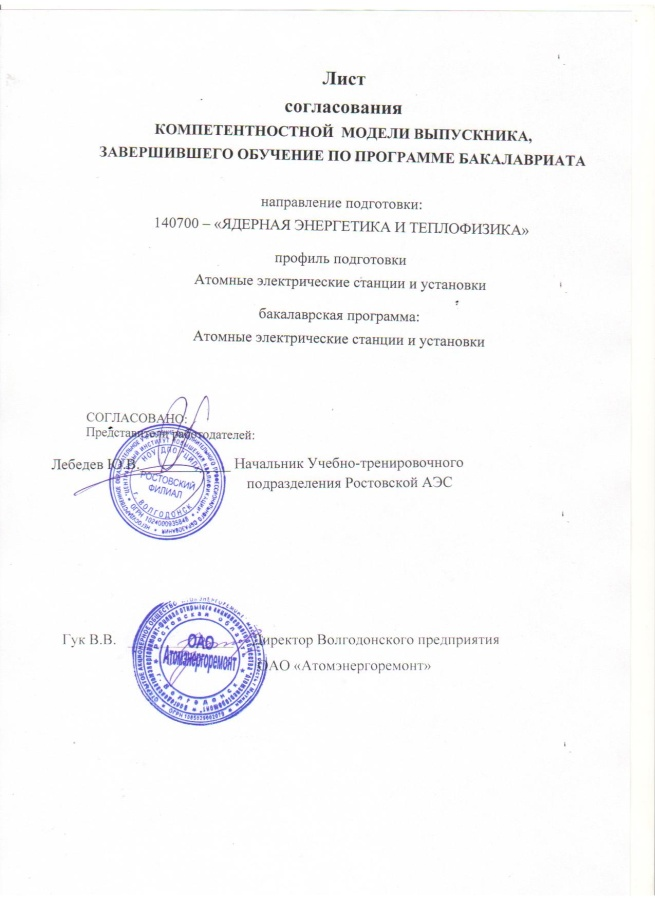 Лист
согласования
КОМПЕТЕНТНОСТНОЙ МОДЕЛИ ВЫПУСКНИКА,
ЗАВЕРШИВШЕГО ОБУЧЕНИЕ ПО ПРОГРАММЕ БАКАЛАВРИАТА
направление подготовки:
140700 – «ЯДЕРНАЯ ЭНЕРГЕТИКА И ТЕПЛОФИЗИКА»
профиль подготовки
Атомные электрические станции и установки
бакалаврская программа:
Атомные электрические станции и установки
СОГЛАСОВАНО:
Представители работодателей:
Лебедев Ю.В. Начальник Учебно-тренировочного
подразделения Ростовской АЭС
РОСТОВСКИЙ
ФИЛИАЛ
г. ВОЛГОДОНСК
Гук В.В. Директор Волгодонского предприятия
ОАО «Атомэнергоремонт»
ОАО
Атомэнергоремонт
г. Волгодонск